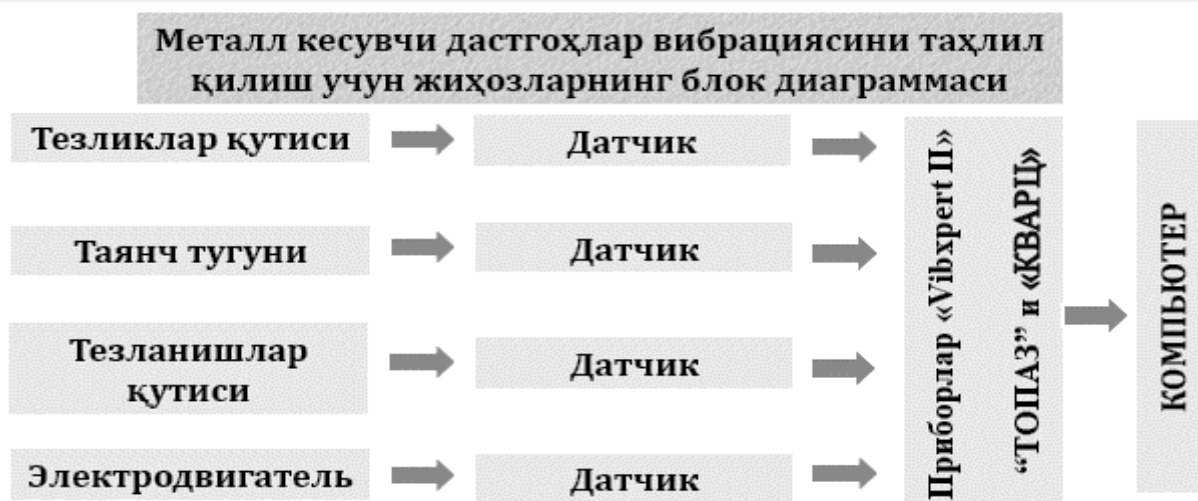 Металл кесувчи дастгоҳлар вибрациясини таҳлил
қилиш учун жиҳозларнинг блок диаграммаси
Тезликлар қутиси
Датчик
Таянч тугуни
Датчик
Тезланишлар
қутиси
Датчик
Электродвигатель
Датчик
Приборлар «Vibxpert II»
“ТОПАЗ” и «КВАРЦ»
КОМПЬЮТЕР